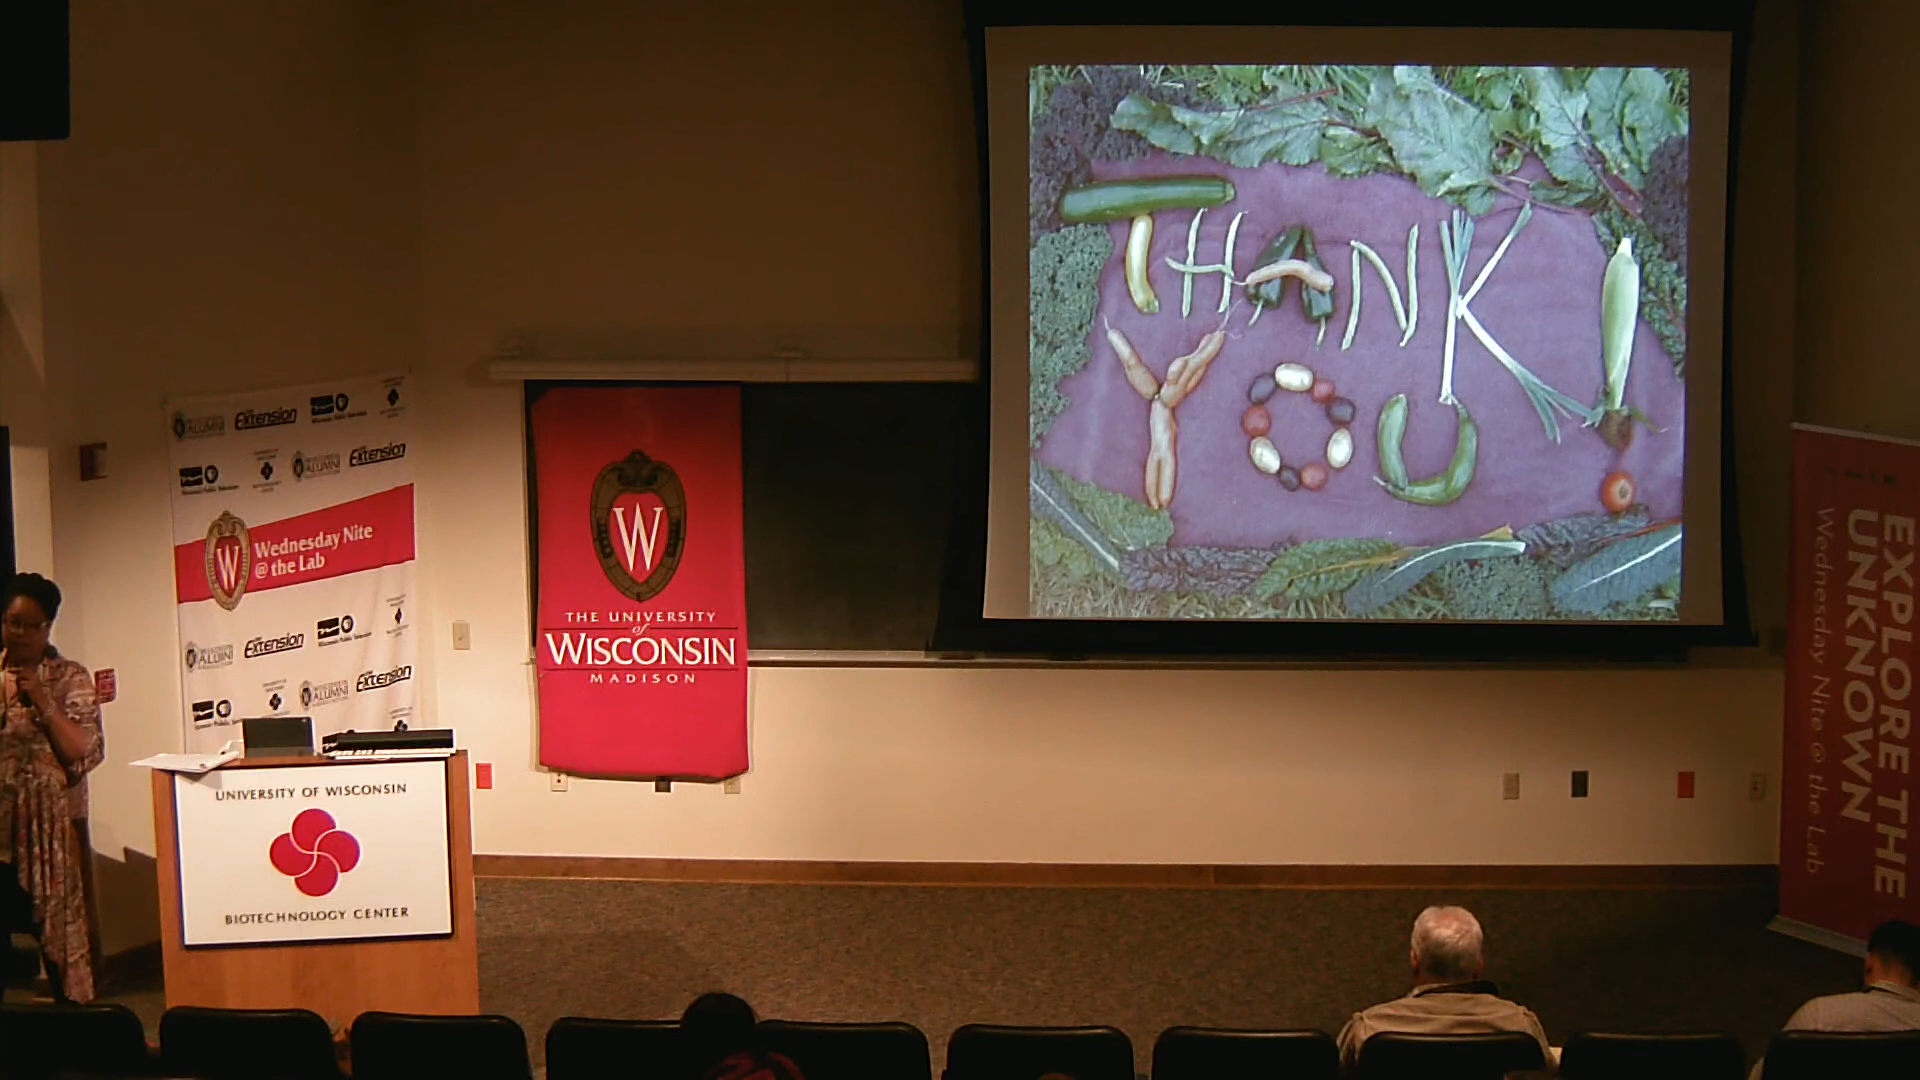 THANK!
YOU
Extension
ALUMNI
Extension
Wednesday Nite
@ the Lab
ALUMNI
Extension
ALUMNI
Extension
W
W
THE UNIVERSITY
of
WISCONSIN
MADISON
UNIVERSITY OF WISCONSIN
BIOTECHNOLOGY CENTER
EXPLORE THE
UNKNOWN
Wednesday Nite @ the Lab